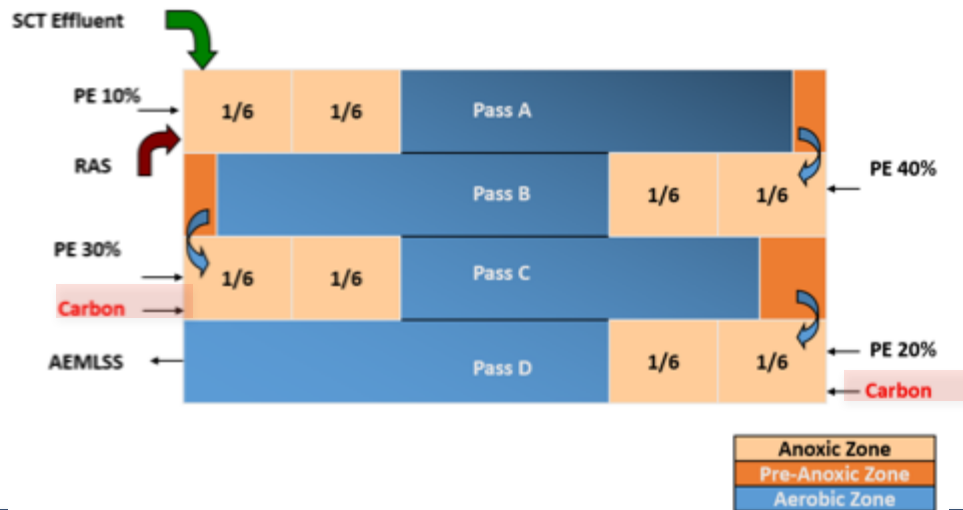 SCT Effluent
PE 10%
1/6
1/6
Pass A
RAS
PE 40%
Pass B
1/6
1/6
PE 30%
1/6
1/6
Pass C
Carbon
AEMLSS
Pass D
1/6
1/6
PE 20%
Carbon
Anoxic Zone
Pre-Anoxic Zone
Aerobic Zone